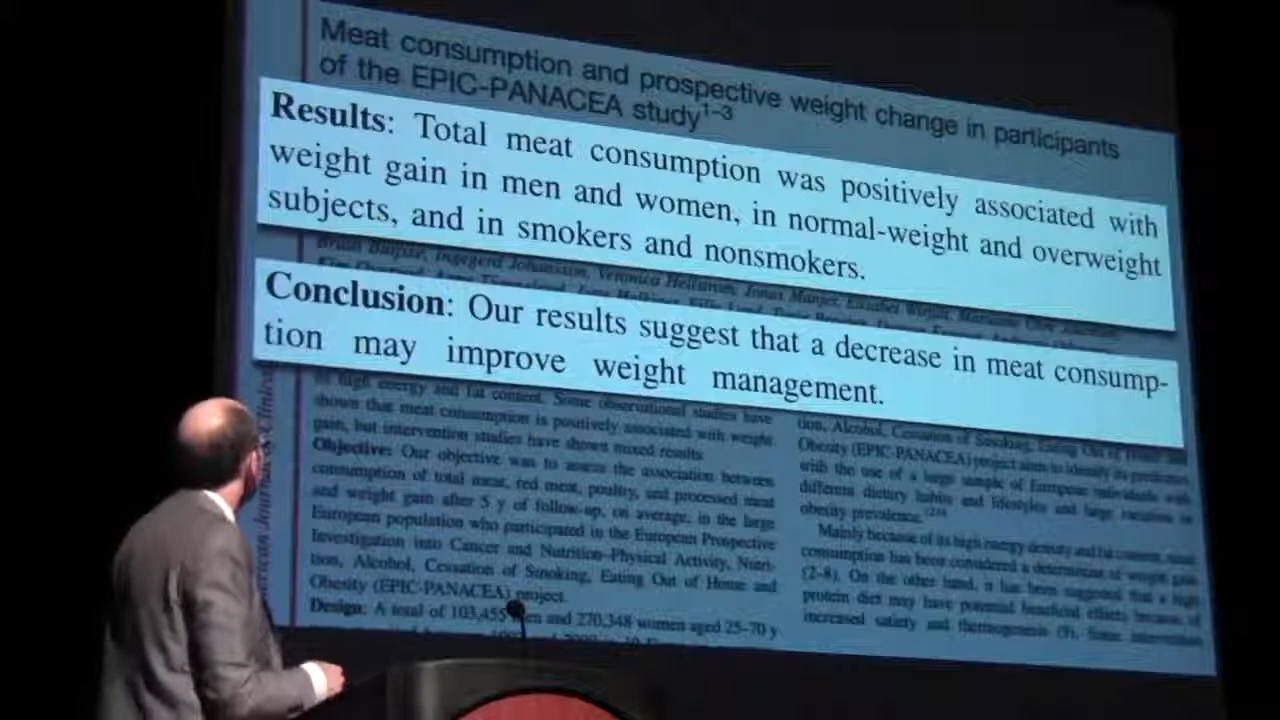 Meat consumption and prospective weight change in participants
of the EPIC-PANACEA study¹⁻³
Results: Total meat consumption was positively associated with
weight gain in men and women, in normal-weight and overweight
subjects, and in smokers and nonsmokers.
Conclusion: Our results suggest that a decrease in meat consump-
tion may improve weight management.
high energy and fat content. Some observational studies have
shown that meat consumption is positively associated with weight
gain, but intervention studies have shown mixed results.
Objective: Our objective was to assess the association between
consumption of total meat, red meat, poultry, and processed meat
and weight gain after 5 y of follow-up, on average, in the large
European population who participated in the European Prospective
Investigation into Cancer and Nutrition–Physical Activity, Nutri-
tion, Alcohol, Cessation of Smoking, Eating Out of Home and
Obesity (EPIC-PANACEA) project.
Design: A total of 103,455 men and 270,348 women aged 25–70 y
tion, Alcohol, Cessation of Smoking, Eating Out of
Obesity (EPIC-PANACEA) project aims to identify the
with the use of a large sample of European individuals with
different dietary habits and lifestyles and large variation in
obesity prevalence.
Mainly because of its high energy density and fat content, meat
consumption has been considered a determinant of weight gain
(2–8). On the other hand, it has been suggested that a high
protein diet may have potential beneficial effects because of
increased satiety and thermogenesis (9). Some